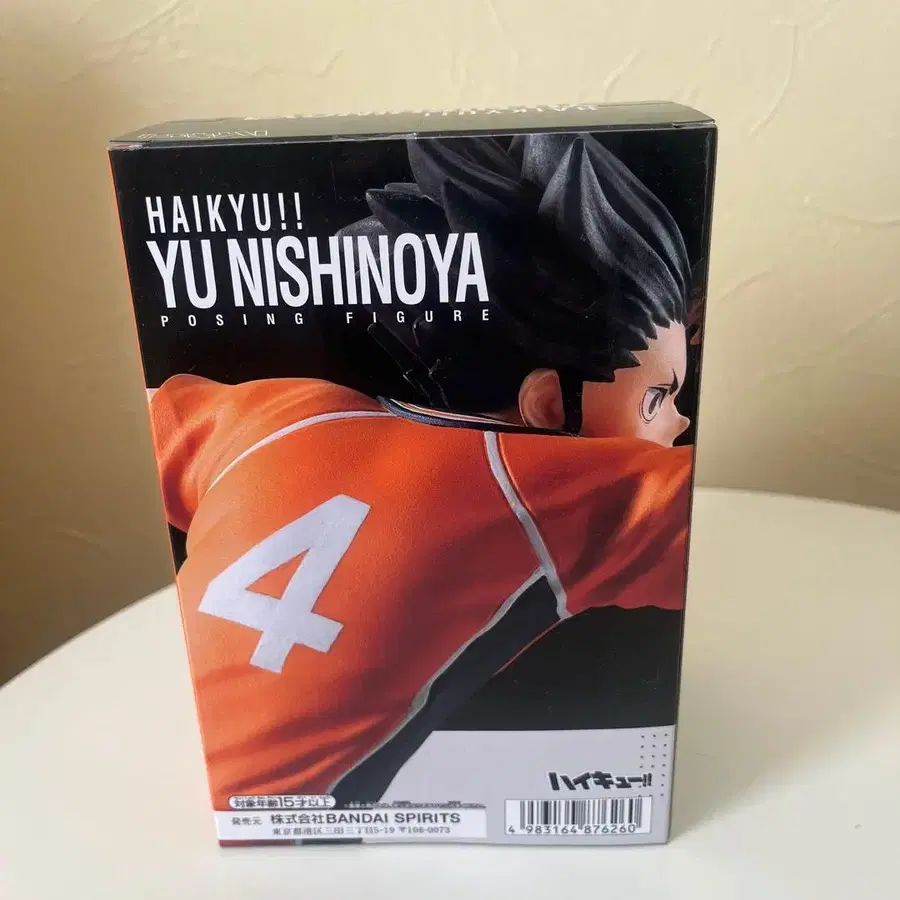 HAIKYU!!
YU NISHINOYA
POSING FIGURE
4
ハイキュー!!
対象年齢15才以上
発売元 株式会社BANDAI SPIRITS
東京都港区三田三丁目5-19 〒108-0073
4 983164 876260